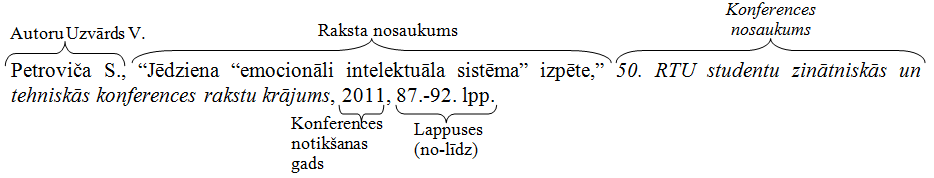 Konferences
nosaukums
Autoru Uzvārds V.
Raksta nosaukums
Petroviča S., “Jēdziena “emocionāli intelektuāla sistēma” izpēte,” 50. RTU studentu zinātniskās un
tehniskās konferences rakstu krājums, 2011, 87.-92. lpp.
Konferences
notikšanas
gads
Lappuses
(no-līdz)